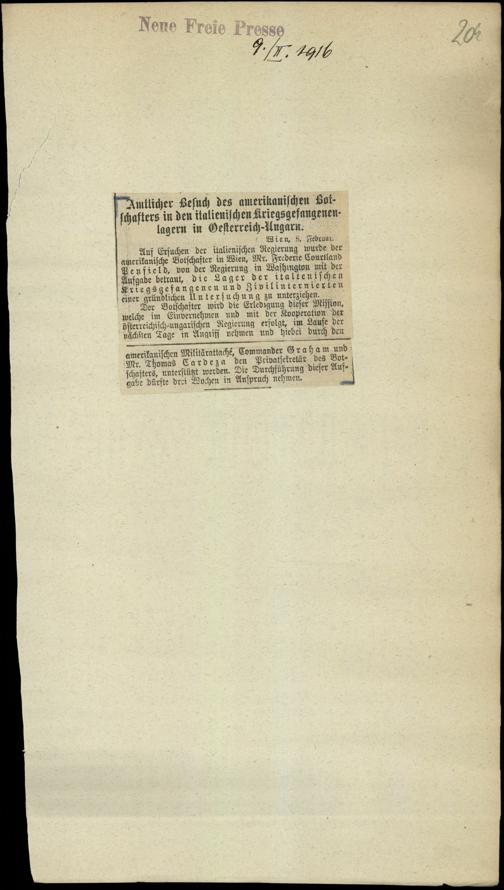 Neue Freie Presse
9./II. 1916
Amtlicher Besuch des amerikanischen Bot-
schafters in den italienischen Kriegsgefangenen-
lagern in Oesterreich-Ungarn.
Wien, 8. Februar.
Auf Ersuchen der italienischen Regierung wurde der
amerikanische Botschafter in Wien, Mr. Frederic Courtland
Penfield, von der Regierung in Washington mit der
Aufgabe betraut, die Lager der italienischen
Kriegsgefangenen und Zivilinternierten
einer gründlichen Untersuchung zu unterziehen.
Der Botschafter wird die Erledigung dieser Mission,
welche im Einvernehmen und mit der Kooperation der
österreichisch-ungarischen Regierung erfolgt, im Laufe der
nächsten Tage in Angriff nehmen und hiebei durch den
amerikanischen Militärattaché, Commander Graham und
Mr. Thomas Cardeza den Privatsekretär des Bot-
schafters, unterstützt werden. Die Durchführung dieser Auf-
gabe dürfte drei Wochen in Anspruch nehmen.